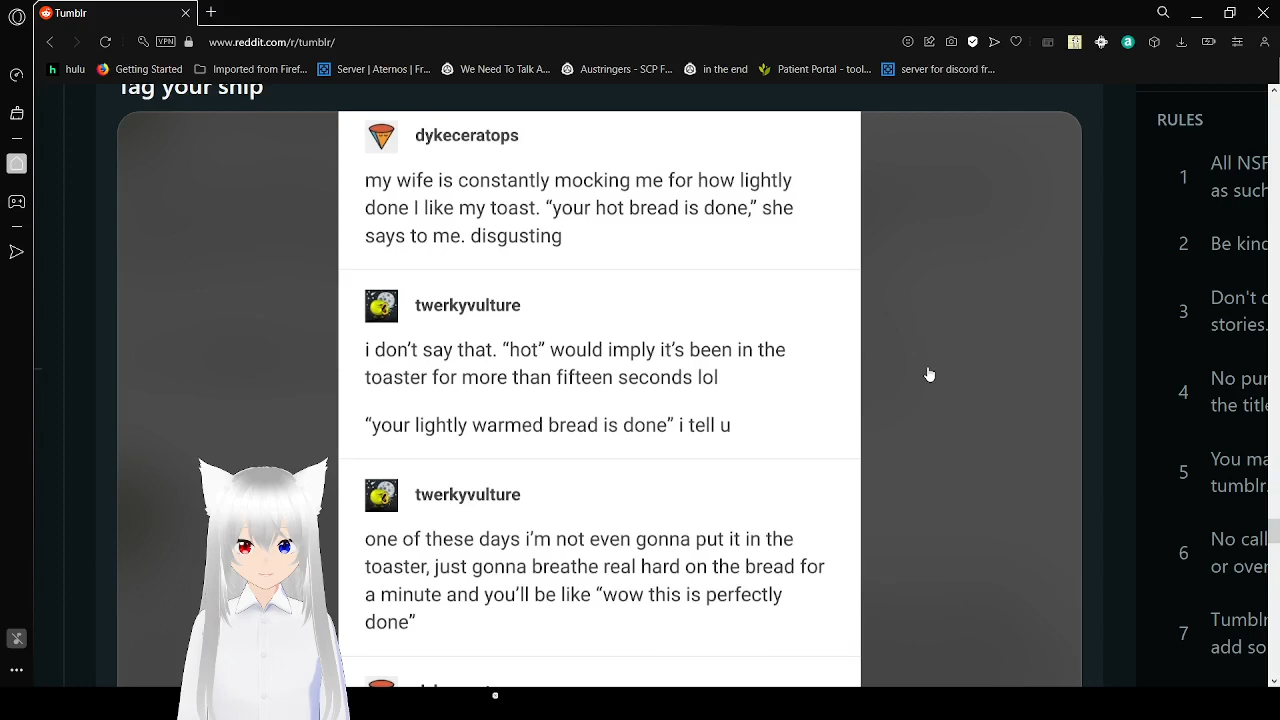 Tumblr
VPN
www.reddit.com/r/tumblr/
hulu
Getting Started
Imported from Firef...
Server | Aternos | Fr...
We Need To Talk A...
Austringers - SCP F...
in the end
Patient Portal - tool...
server for discord fr...
Tag your ship
dykeceratops
my wife is constantly mocking me for how lightly
done I like my toast. “your hot bread is done,” she
says to me. disgusting
twerkyvulture
i don’t say that. “hot” would imply it’s been in the
toaster for more than fifteen seconds lol
“your lightly warmed bread is done” i tell u
twerkyvulture
one of these days i’m not even gonna put it in the
toaster, just gonna breathe real hard on the bread for
a minute and you’ll be like “wow this is perfectly
done”
RULES
1 All NSF
as such
2 Be kind
3 Don't
stories.
4 No pur
the title
5 You ma
tumblr.
6 No call
or over
7 Tumblr
add so